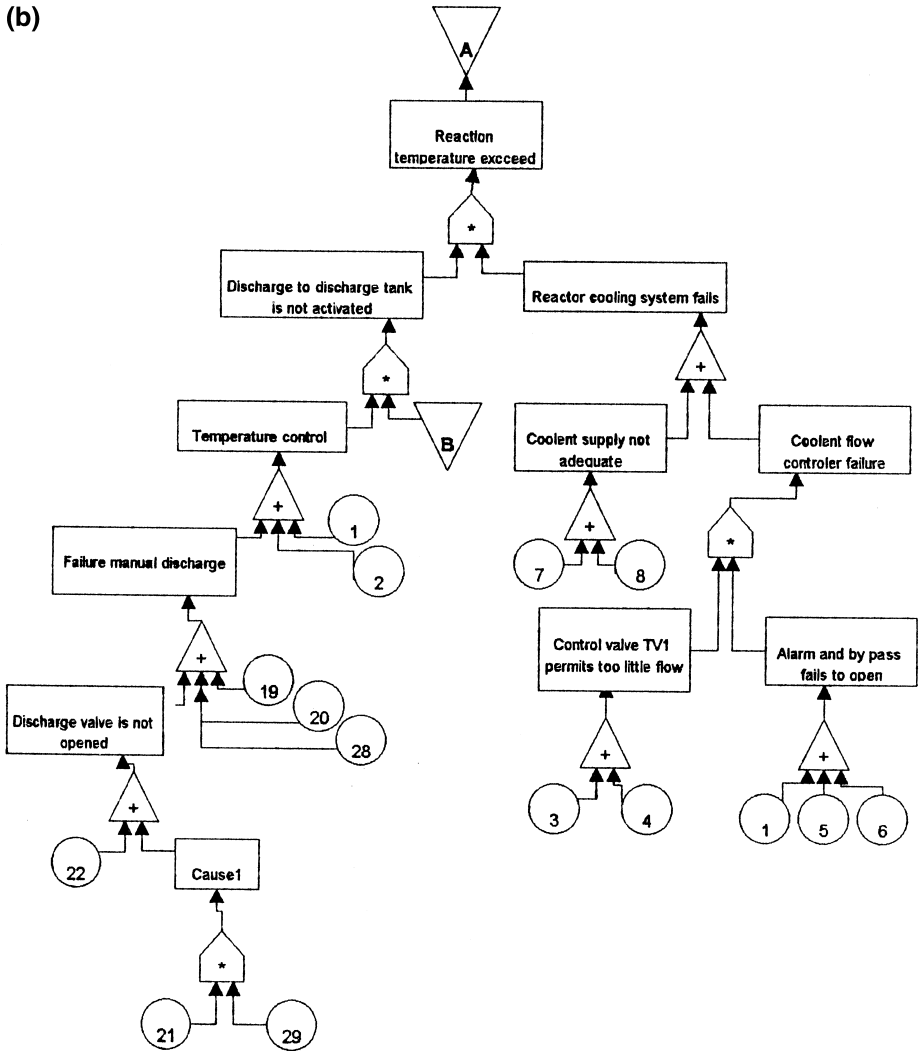 (b)
A
Reaction
temperature excceed
*
Discharge to discharge tank
is not activated
Reactor cooling system fails
*
+
Temperature control
B
Coolent supply not
adequate
Coolent flow
controler failure
+
1
2
+
7
8
*
Failure manual discharge
+
19
20
28
Control valve TV1
permits too little flow
Alarm and by pass
fails to open
Discharge valve is not
opened
+
3
4
+
1
5
6
+
22
Cause1
*
21
29